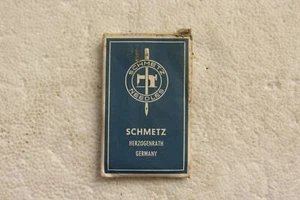 SCHMETZ
NEEDLES
SCHMETZ
HERZOGENRATH
GERMANY